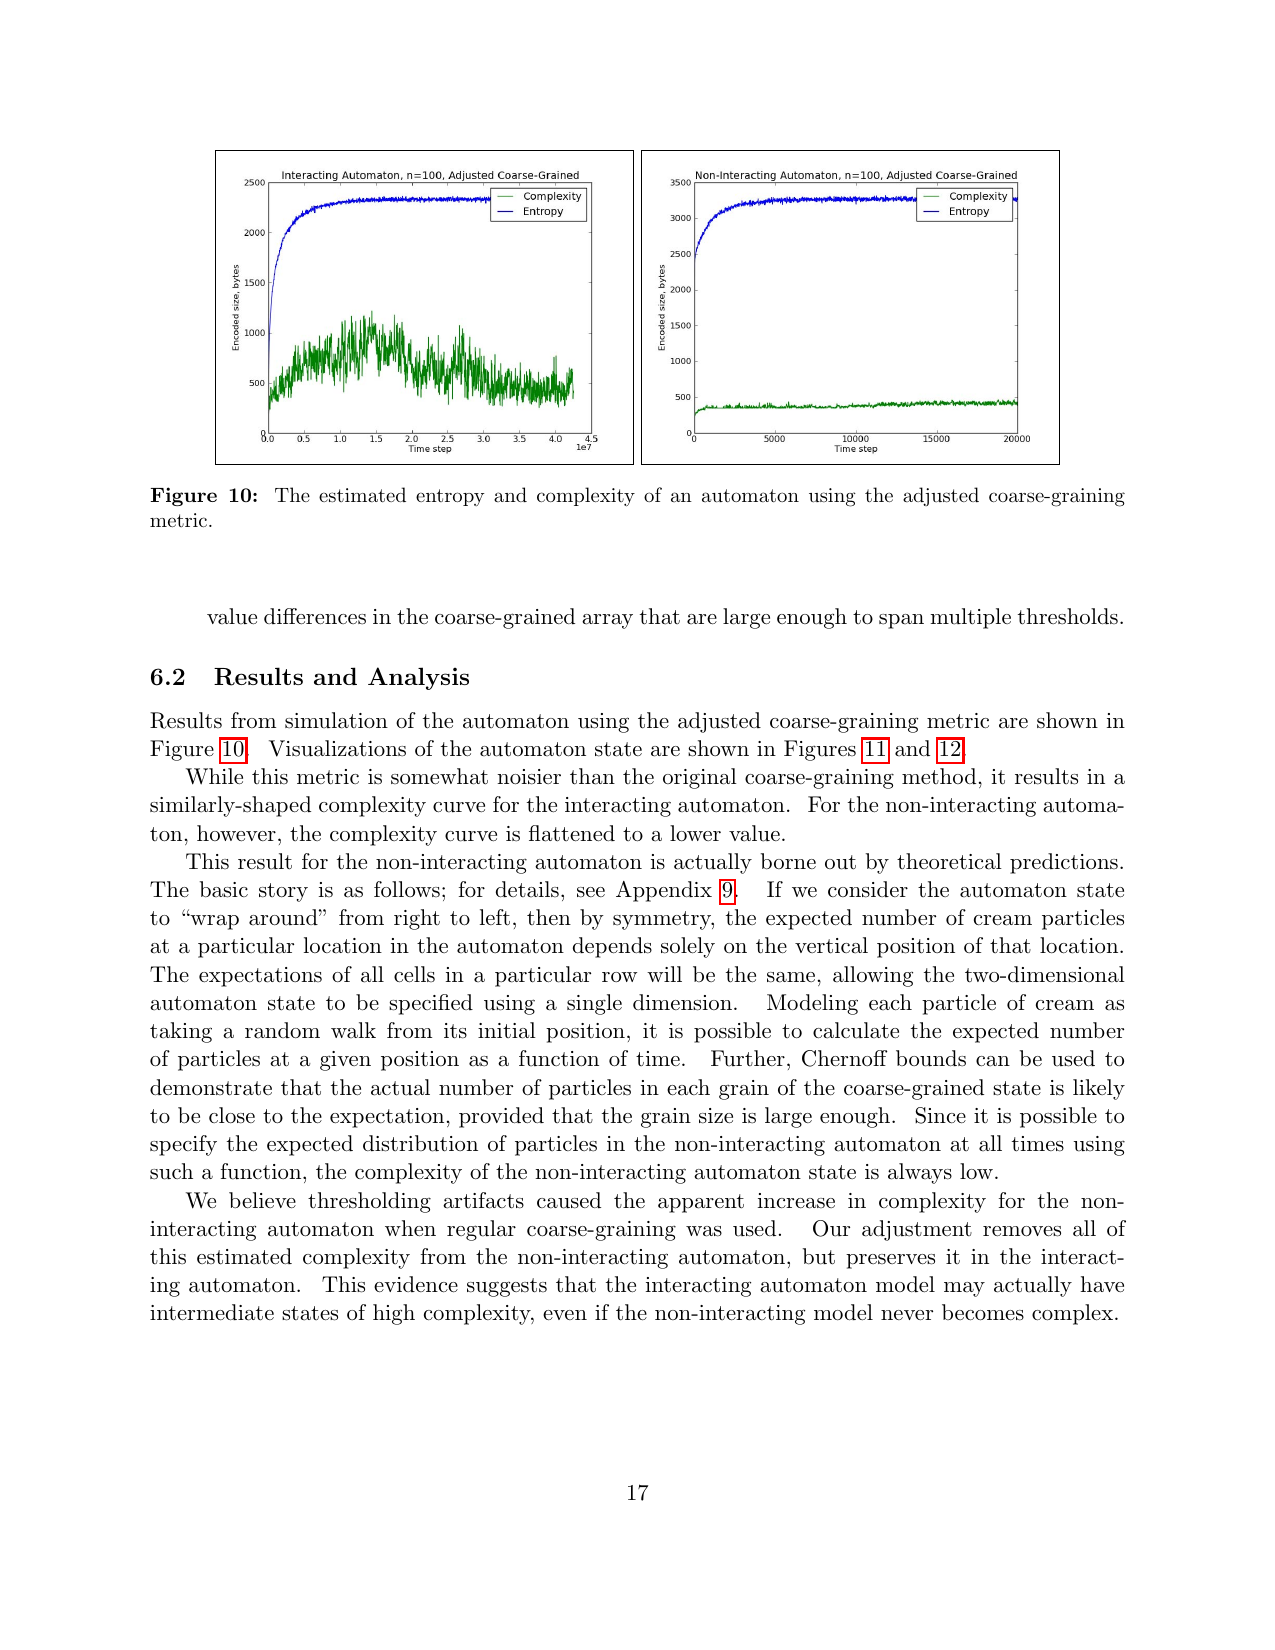 Interacting Automaton, n=100, Adjusted Coarse-Grained
2500
2000
1500
1000
500
0
Encoded size, bytes
Complexity
Entropy
0.0 0.5 1.0 1.5 2.0 2.5 3.0 3.5 4.0 4.5
1e7
Time step
Non-Interacting Automaton, n=100, Adjusted Coarse-Grained
3500
3000
2500
2000
1500
1000
500
0
Encoded size, bytes
Complexity
Entropy
0 5000 10000 15000 20000
Time step
Figure 10: The estimated entropy and complexity of an automaton using the adjusted coarse-graining
metric.
value differences in the coarse-grained array that are large enough to span multiple thresholds.
6.2 Results and Analysis
Results from simulation of the automaton using the adjusted coarse-graining metric are shown in
Figure 10. Visualizations of the automaton state are shown in Figures 11 and 12.
While this metric is somewhat noisier than the original coarse-graining method, it results in a
similarly-shaped complexity curve for the interacting automaton. For the non-interacting automa-
ton, however, the complexity curve is flattened to a lower value.
This result for the non-interacting automaton is actually borne out by theoretical predictions.
The basic story is as follows; for details, see Appendix 9. If we consider the automaton state
to “wrap around” from right to left, then by symmetry, the expected number of cream particles
at a particular location in the automaton depends solely on the vertical position of that location.
The expectations of all cells in a particular row will be the same, allowing the two-dimensional
automaton state to be specified using a single dimension. Modeling each particle of cream as
taking a random walk from its initial position, it is possible to calculate the expected number
of particles at a given position as a function of time. Further, Chernoff bounds can be used to
demonstrate that the actual number of particles in each grain of the coarse-grained state is likely
to be close to the expectation, provided that the grain size is large enough. Since it is possible to
specify the expected distribution of particles in the non-interacting automaton at all times using
such a function, the complexity of the non-interacting automaton state is always low.
We believe thresholding artifacts caused the apparent increase in complexity for the non-
interacting automaton when regular coarse-graining was used. Our adjustment removes all of
this estimated complexity from the non-interacting automaton, but preserves it in the interact-
ing automaton. This evidence suggests that the interacting automaton model may actually have
intermediate states of high complexity, even if the non-interacting model never becomes complex.
17